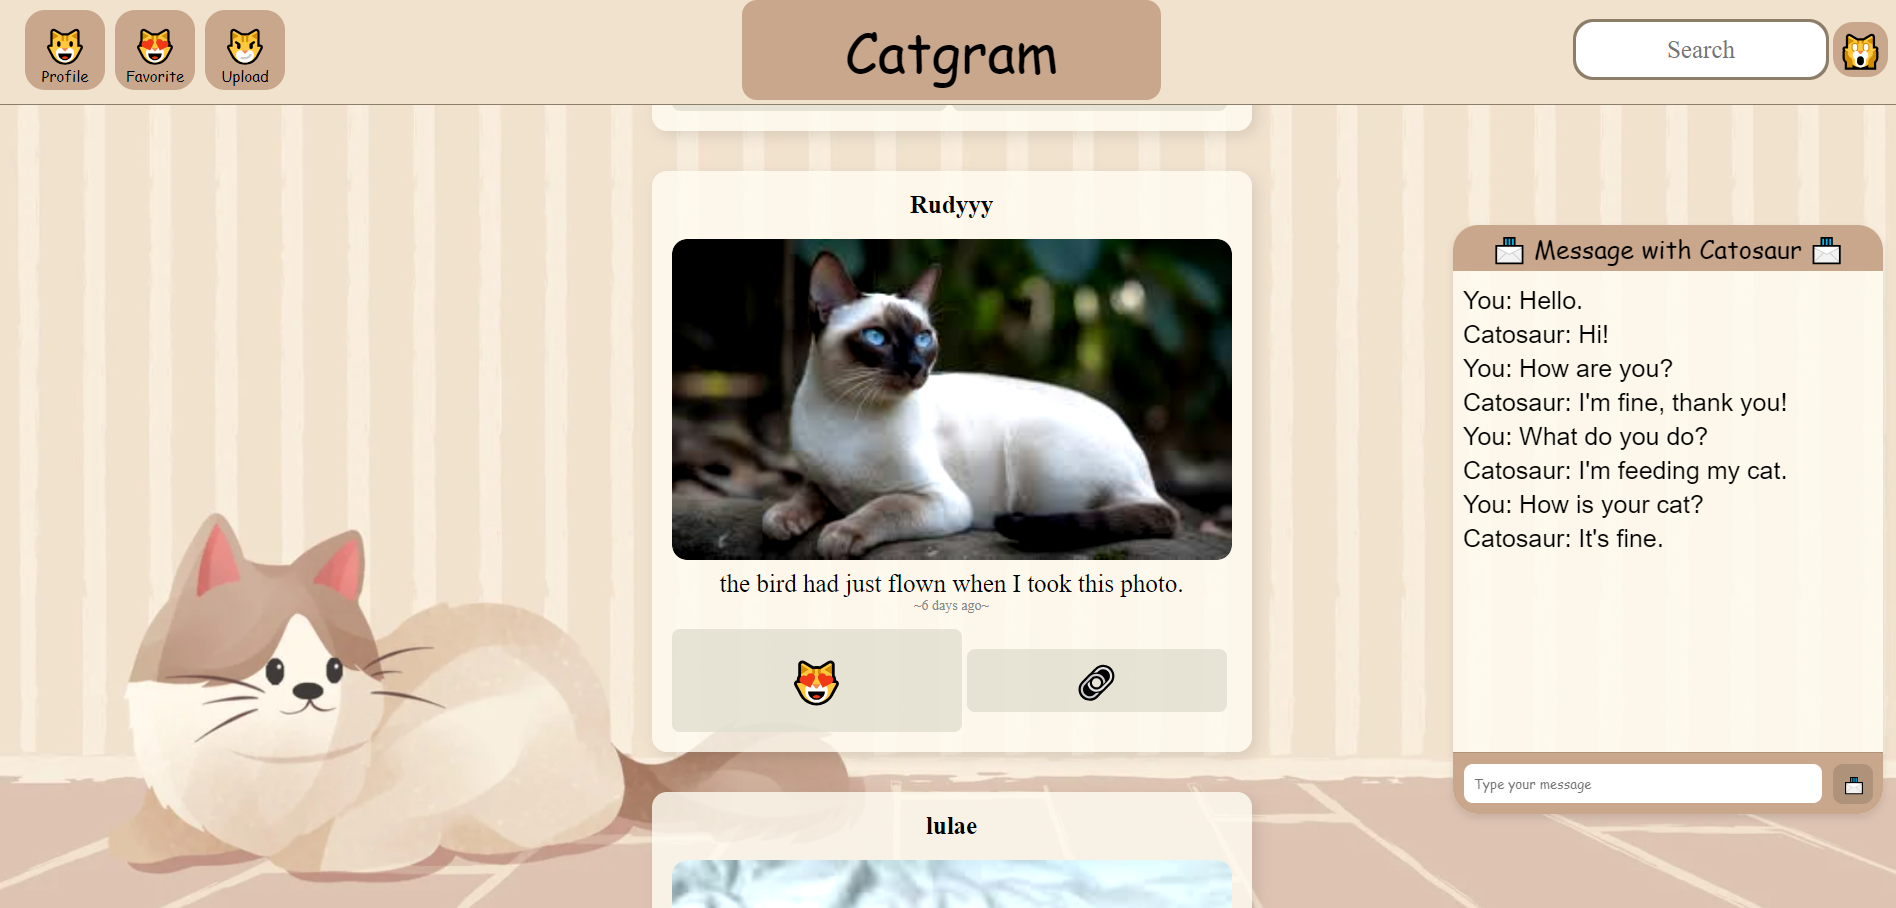 Profile
Favorite
Upload
Catgram
Search
Rudyyy
the bird had just flown when I took this photo.
~6 days ago~
lulae
Message with Catosaur
You: Hello.
Catosaur: Hi!
You: How are you?
Catosaur: I'm fine, thank you!
You: What do you do?
Catosaur: I'm feeding my cat.
You: How is your cat?
Catosaur: It's fine.
Type your message